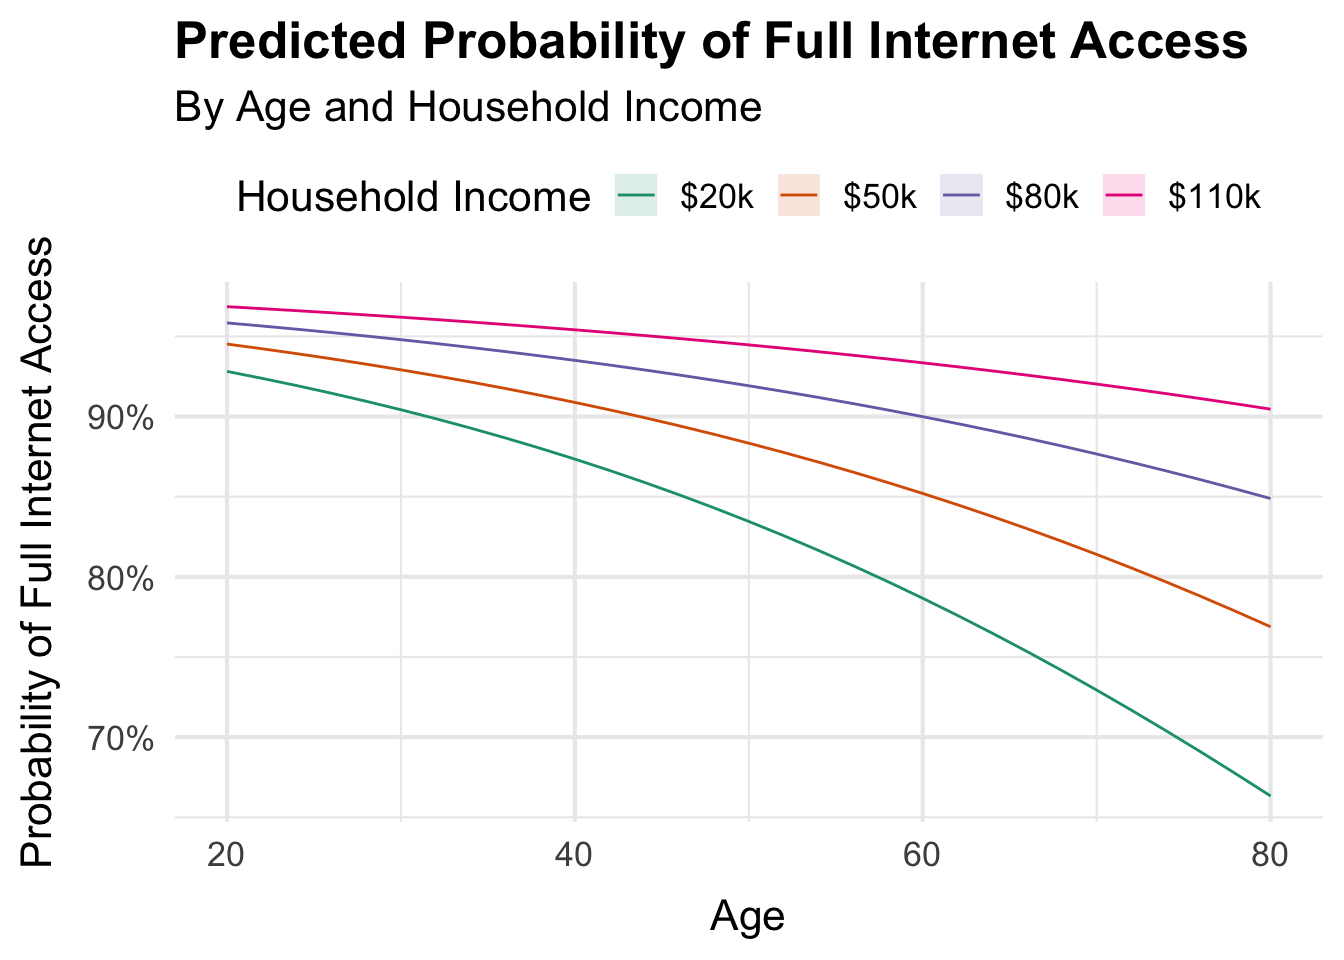 Predicted Probability of Full Internet Access
By Age and Household Income
Household Income $20k $50k $80k $110k
Probability of Full Internet Access
90%
80%
70%
20 40 60 80
Age